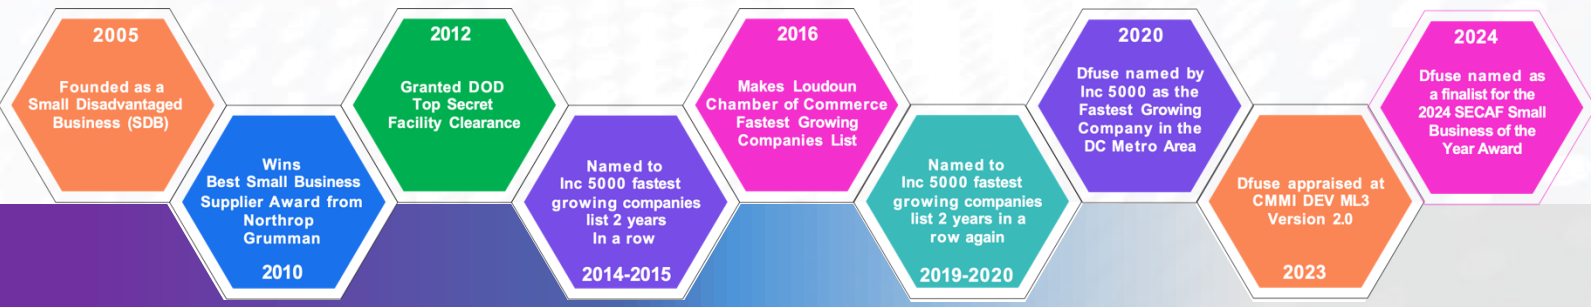 2005
Founded as a
Small Disadvantaged
Business (SDB)
Wins
Best Small Business
Supplier Award from
Northrop
Grumman
2010
2012
Granted DOD
Top Secret
Facility Clearance
Named to
Inc 5000 fastest
growing companies
list 2 years
In a row
2014-2015
2016
Makes Loudoun
Chamber of Commerce
Fastest Growing
Companies List
Named to
Inc 5000 fastest
growing companies
list 2 years in a
row again
2019-2020
2020
Dfuse named by
Inc 5000 as the
Fastest Growing
Company in the
DC Metro Area
Dfuse appraised at
CMMI DEV ML3
Version 2.0
2023
2024
Dfuse named as
a finalist for the
2024 SECAF Small
Business of the
Year Award